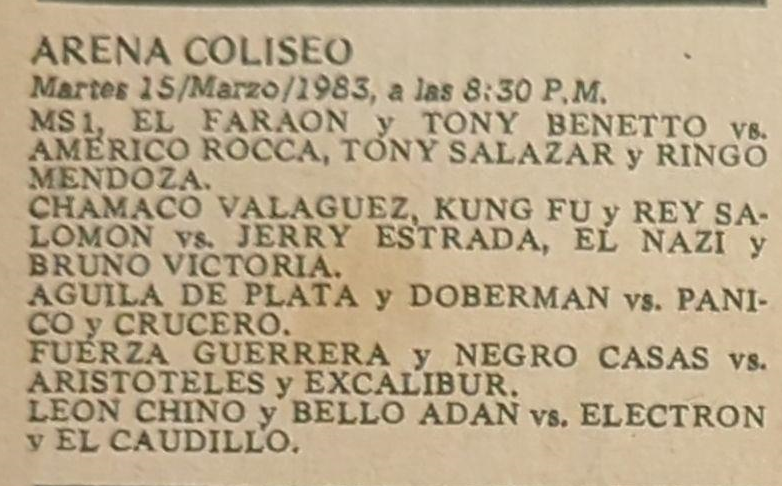 ARENA COLISEO
Martes 15/Marzo/1983, a las 8:30 P.M.
MS1, EL FARAON y TONY BENETTO vs.
AMERICO ROCCA, TONY SALAZAR y RINGO
MENDOZA.
CHAMACO VALAGUEZ, KUNG FU y REY SA-
LOMON vs. JERRY ESTRADA, EL NAZI y
BRUNO VICTORIA.
AGUILA DE PLATA y DOBERMAN vs. PANI-
CO y CRUCERO.
FUERZA GUERRERA y NEGRO CASAS vs.
ARISTOTELES y EXCALIBUR.
LEON CHINO y BELLO ADAN vs. ELECTRON
y EL CAUDILLO.